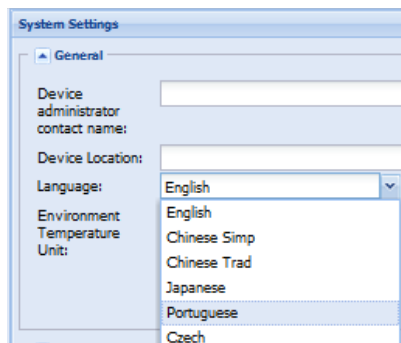 System Settings
General
Device
administrator
contact name:
Device Location:
Language:
English
Environment
Temperature
Unit:
English
Chinese Simp
Chinese Trad
Japanese
Portuguese
Czech